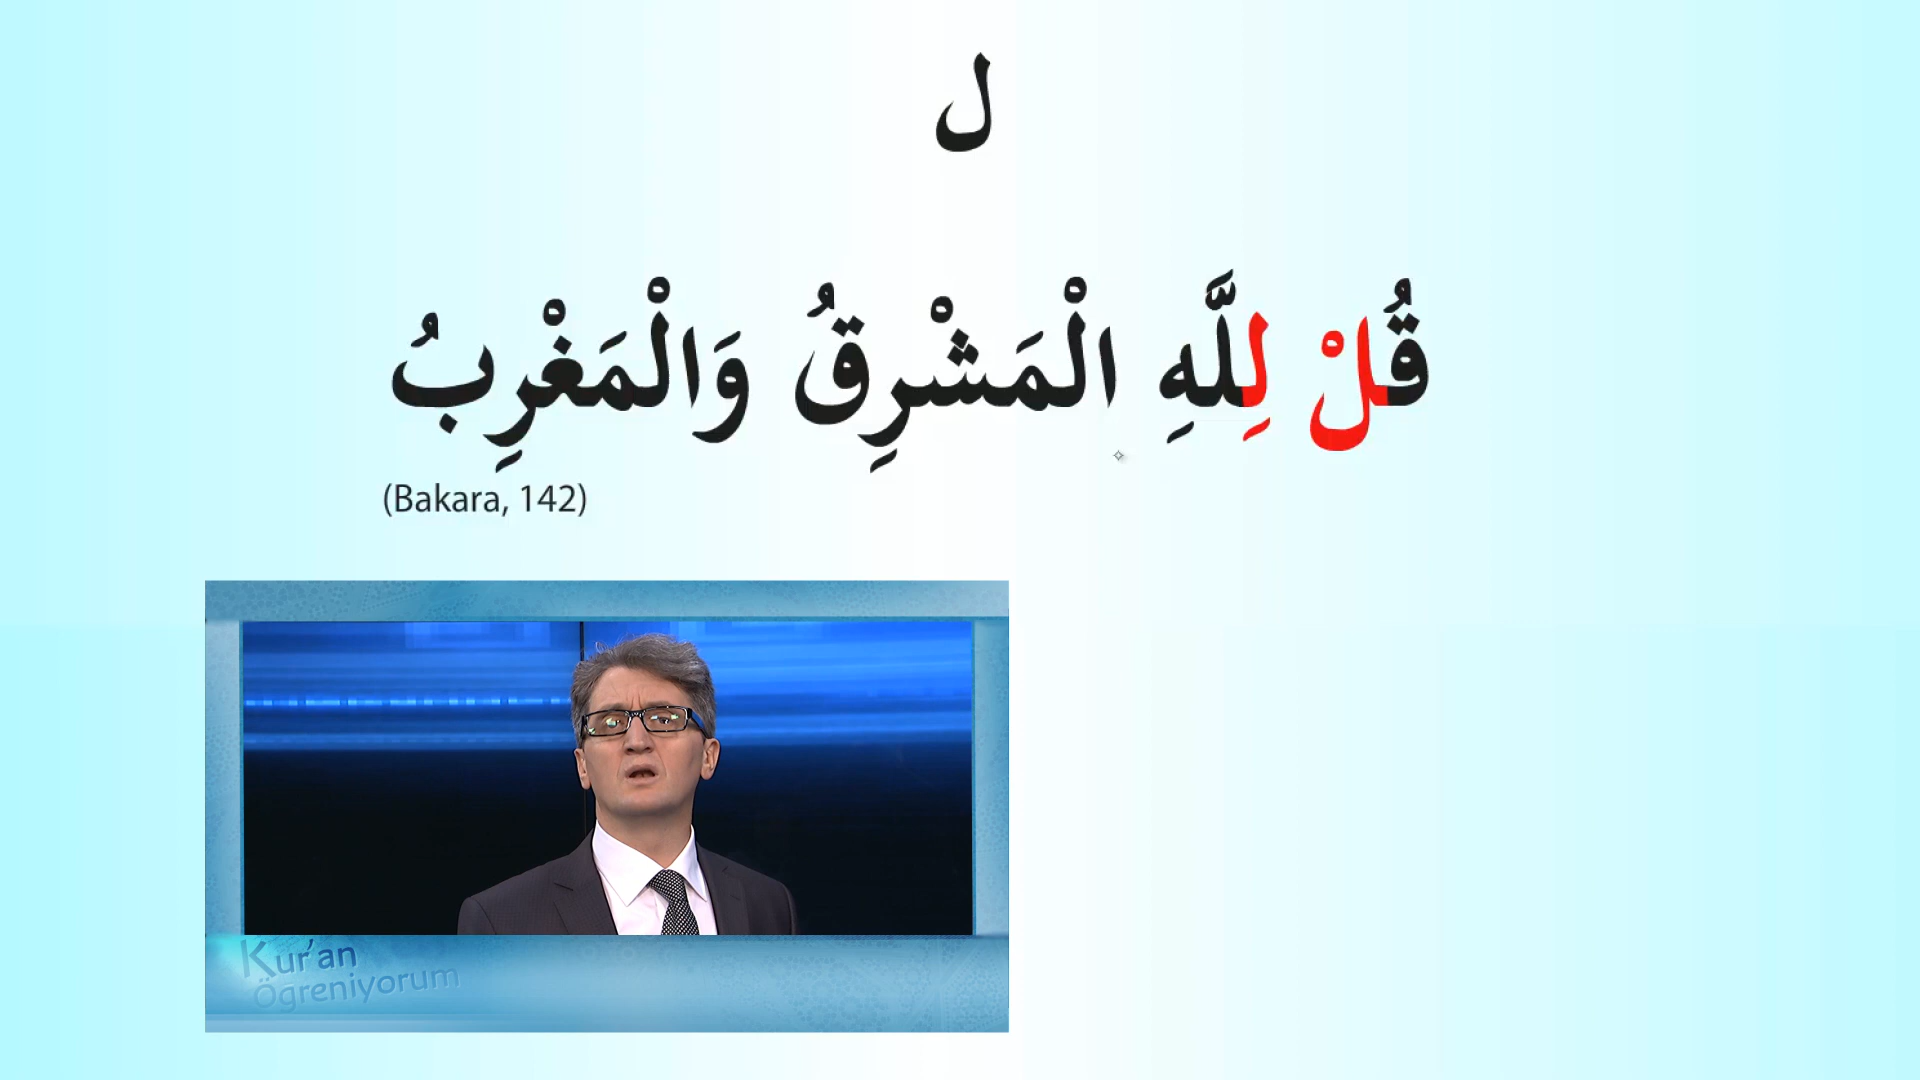 ل
قُلْ لِلّٰهِ الْمَشْرِقُ وَالْمَغْرِبُ
(Bakara, 142)
Kur'an
Öğreniyorum